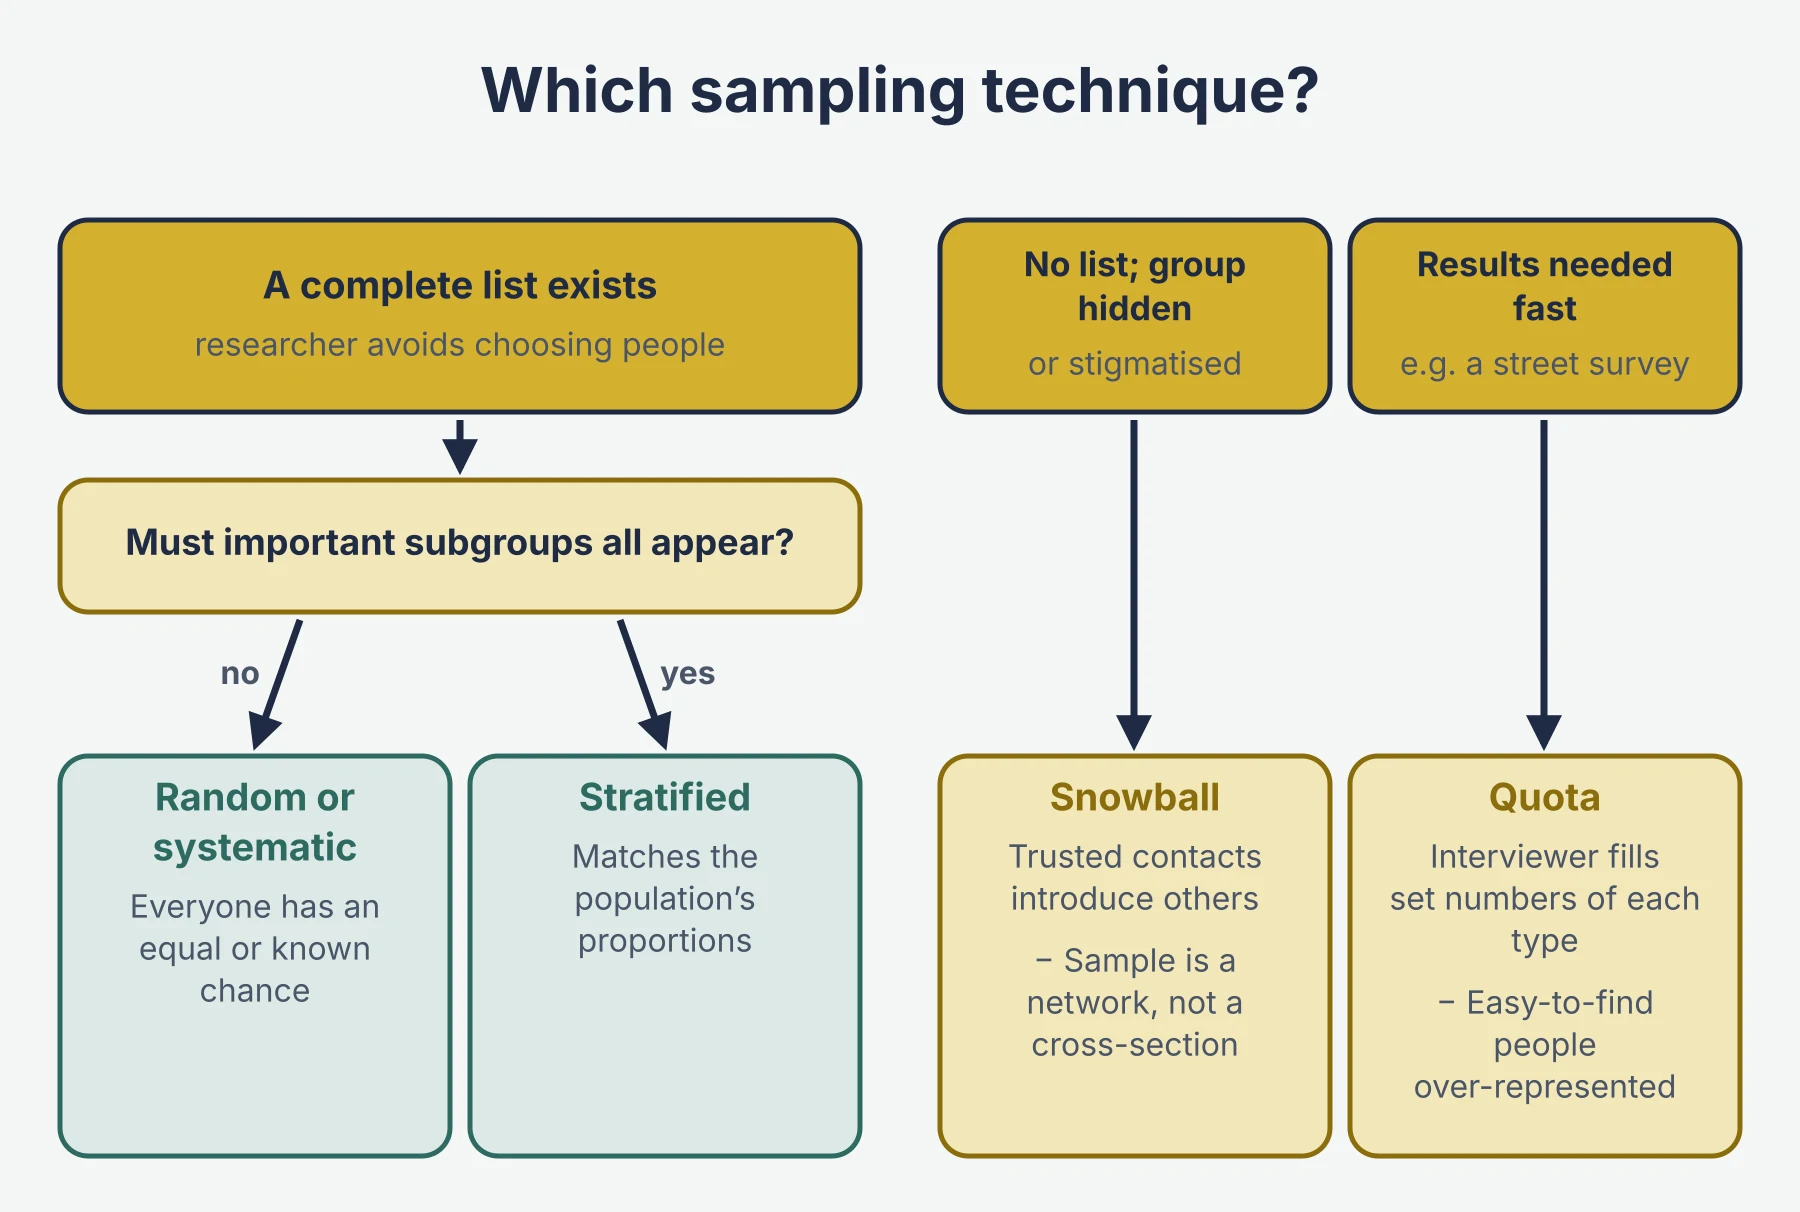 Which sampling technique?
A complete list exists
researcher avoids choosing people
No list; group
hidden
or stigmatised
Results needed
fast
e.g. a street survey
Must important subgroups all appear?
no
yes
Random or
systematic
Everyone has an
equal or known
chance
Stratified
Matches the
population’s
proportions
Snowball
Trusted contacts
introduce others
− Sample is a
network, not a
cross-section
Quota
Interviewer fills
set numbers of each
type
− Easy-to-find
people
over-represented